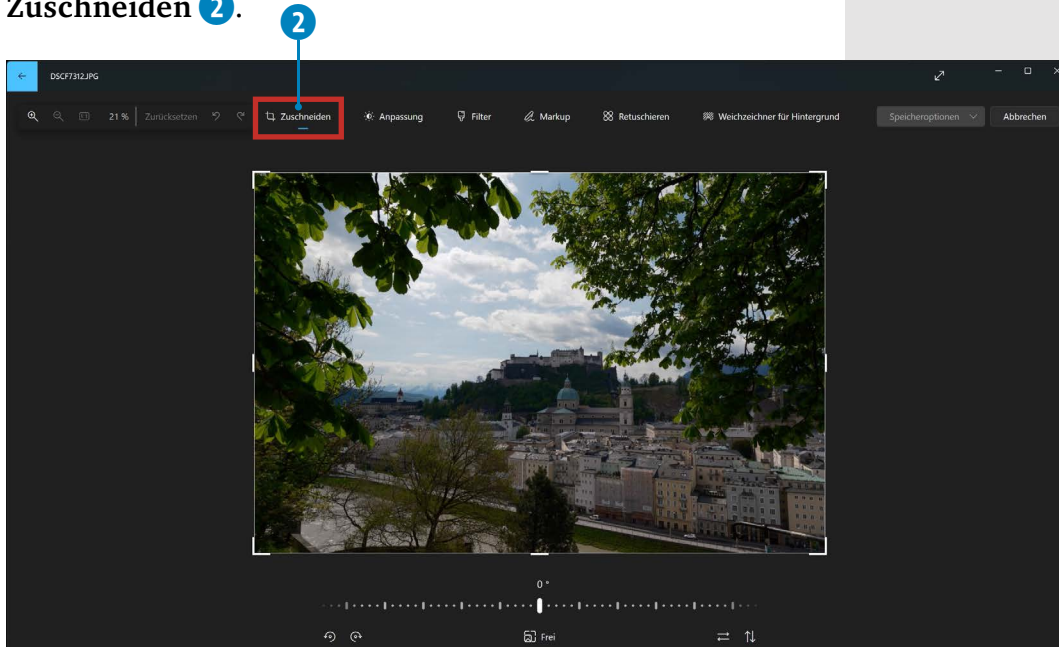 Zuschneiden 2.
2
DSCF7312.JPG
21 % Zurücksetzen Zuschneiden Anpassung Filter Markup Retuschieren Weichzeichner für Hintergrund Speicheroptionen Abbrechen
0 °
Frei